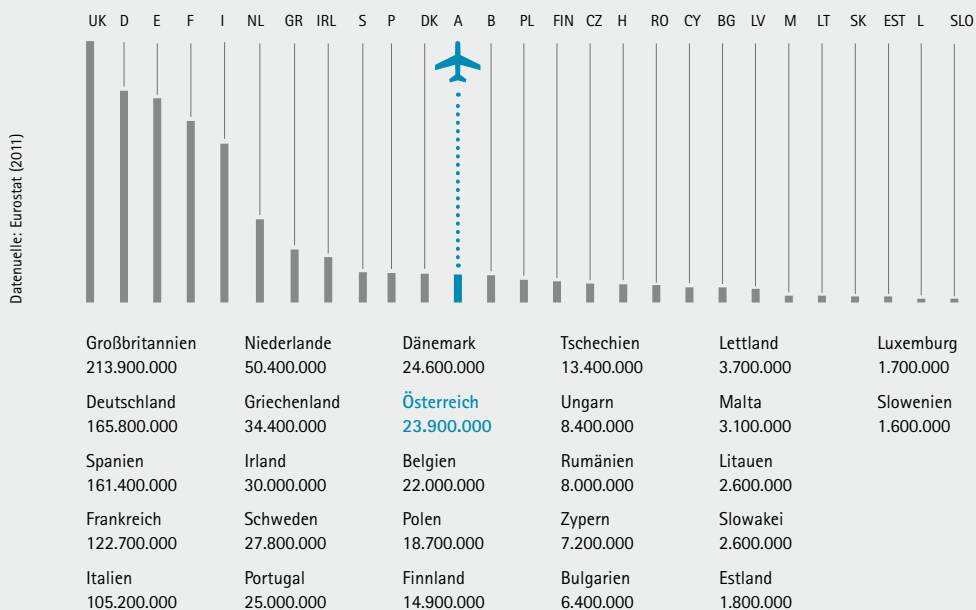 UK D E F I NL GR IRL S P DK A B PL FIN CZ H RO CY BG LV M LT SK EST L SLO
Datenuelle: Eurostat (2011)
Großbritannien
213.900.000
Deutschland
165.800.000
Spanien
161.400.000
Frankreich
122.700.000
Italien
105.200.000
Niederlande
50.400.000
Griechenland
34.400.000
Irland
30.000.000
Schweden
27.800.000
Portugal
25.000.000
Dänemark
24.600.000
Österreich
23.900.000
Belgien
22.000.000
Polen
18.700.000
Finnland
14.900.000
Tschechien
13.400.000
Ungarn
8.400.000
Rumänien
8.000.000
Zypern
7.200.000
Bulgarien
6.400.000
Lettland
3.700.000
Malta
3.100.000
Litauen
2.600.000
Slowakei
2.600.000
Estland
1.800.000
Luxemburg
1.700.000
Slowenien
1.600.000